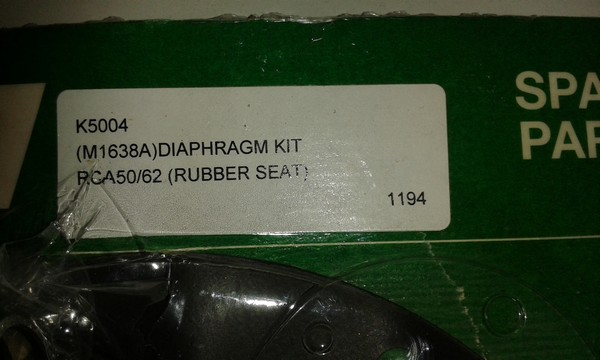 K5004
(M1638A)DIAPHRAGM KIT
RCA50/62 (RUBBER SEAT)
1194
SPA
PAR